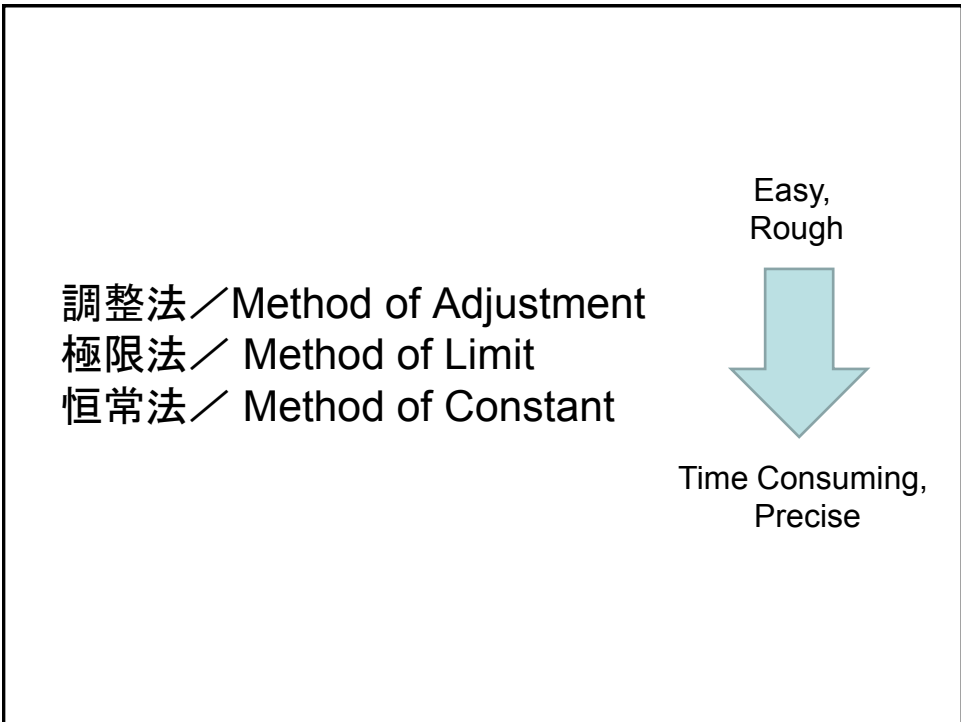 Easy,
Rough
調整法／Method of Adjustment
極限法／ Method of Limit
恒常法／ Method of Constant
Time Consuming,
Precise